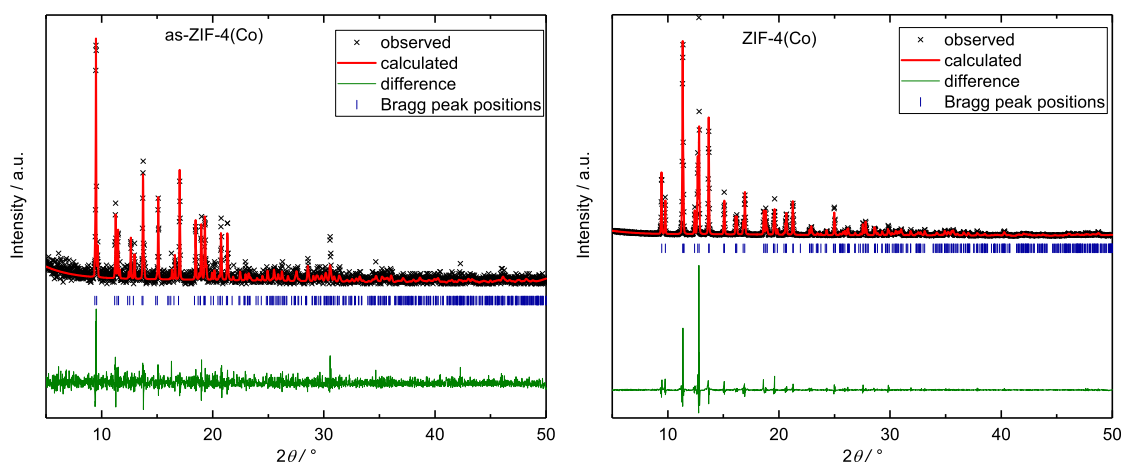 as-ZIF-4(Co)
observed
calculated
difference
Bragg peak positions
Intensity / a.u.
10 20 30 40 50
2θ / °
ZIF-4(Co)
observed
calculated
difference
Bragg peak positions
Intensity / a.u.
10 20 30 40 50
2θ / °